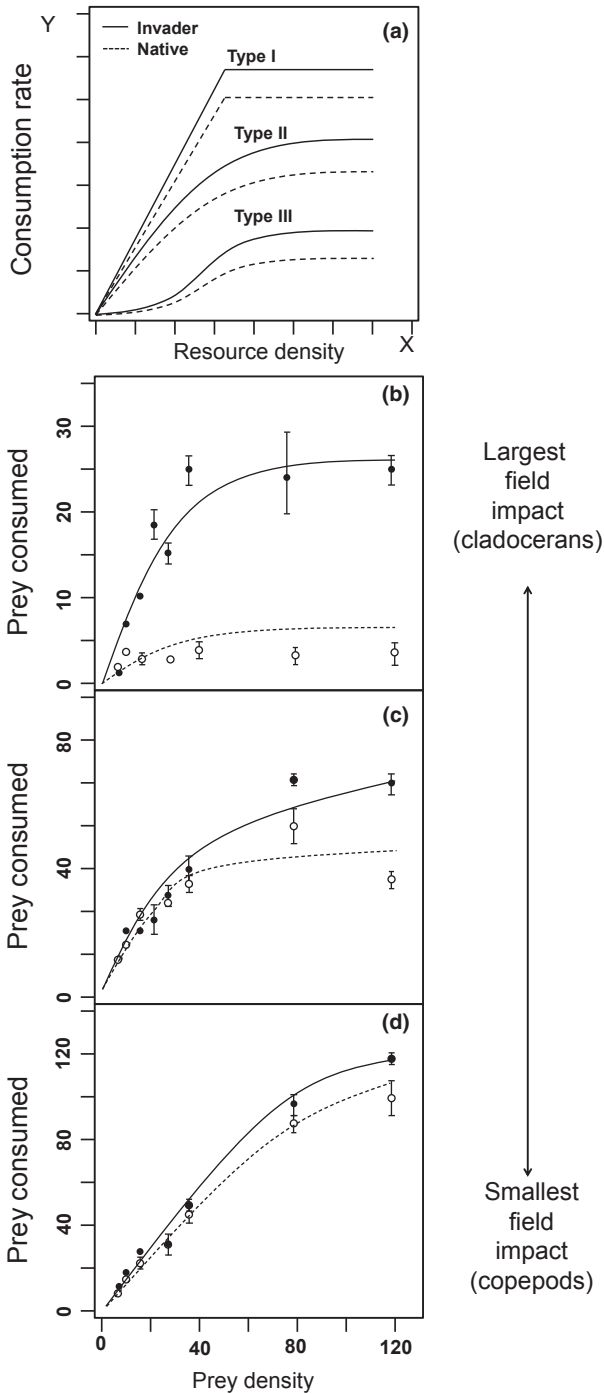 Y
(a)
Invader
Native
Type I
Type II
Type III
Consumption rate
Resource density
X
(b)
30
20
10
0
Prey consumed
Largest
field
impact
(cladocerans)
(c)
80
40
0
Prey consumed
(d)
120
80
40
0
Prey consumed
0
40
80
120
Prey density
Smallest
field
impact
(copepods)